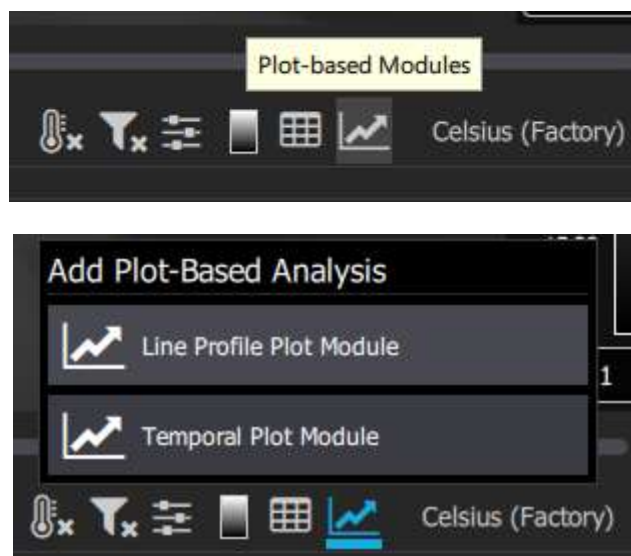 Plot-based Modules
Celsius (Factory)
Add Plot-Based Analysis
Line Profile Plot Module
1
Temporal Plot Module
Celsius (Factory)